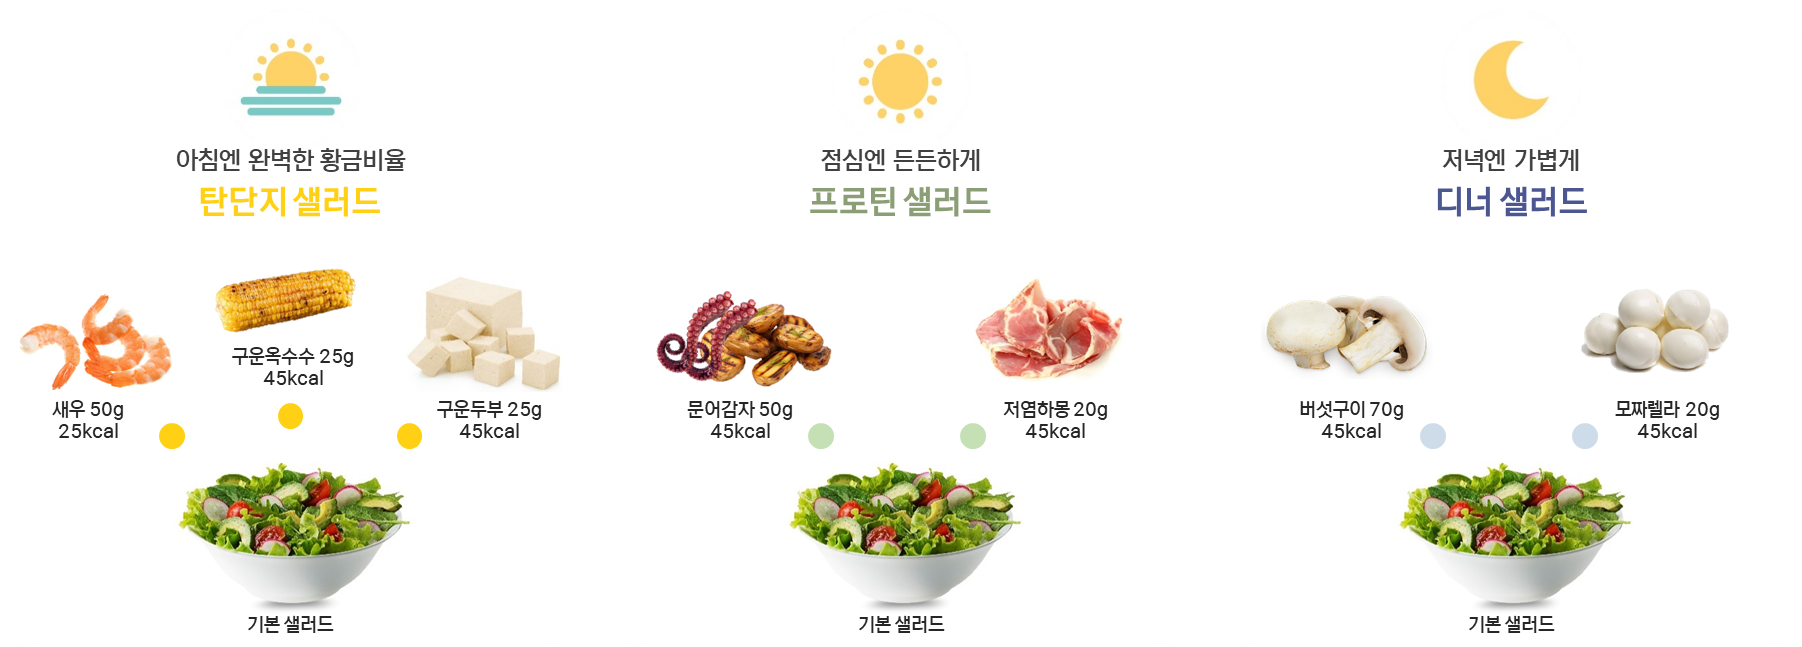 아침엔 완벽한 황금비율
탄단지 샐러드
구운옥수수 25g
45kcal
새우 50g
25kcal
구운두부 25g
45kcal
기본 샐러드
점심엔 든든하게
프로틴 샐러드
문어감자 50g
45kcal
저염하몽 20g
45kcal
기본 샐러드
저녁엔 가볍게
디너 샐러드
버섯구이 70g
45kcal
모짜렐라 20g
45kcal
기본 샐러드